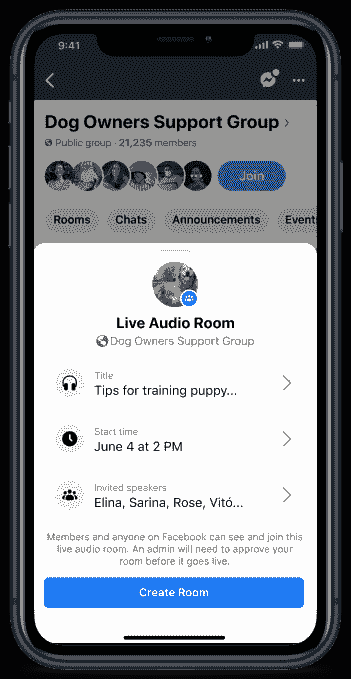 9:41
Dog Owners Support Group
Public group · 21,235 members
Join
Rooms Chats Announcements Event
Live Audio Room
Dog Owners Support Group
Title
Tips for training puppy...
Start time
June 4 at 2 PM
Invited speakers
Elina, Sarina, Rose, Vitó...
Members and anyone on Facebook can see and join this
live audio room. An admin will need to approve your
room before it goes live.
Create Room